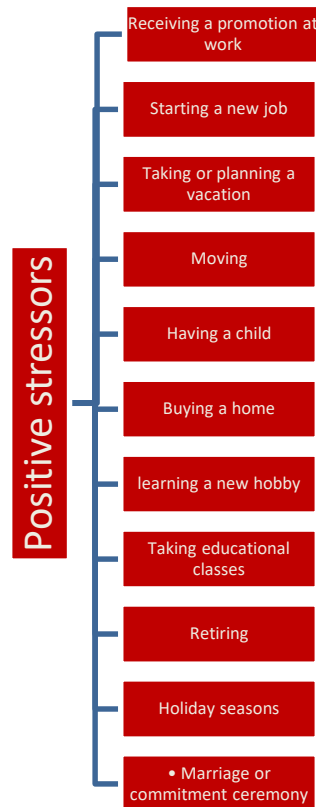 Positive stressors
Receiving a promotion at
work
Starting a new job
Taking or planning a
vacation
Moving
Having a child
Buying a home
learning a new hobby
Taking educational
classes
Retiring
Holiday seasons
• Marriage or
commitment ceremony